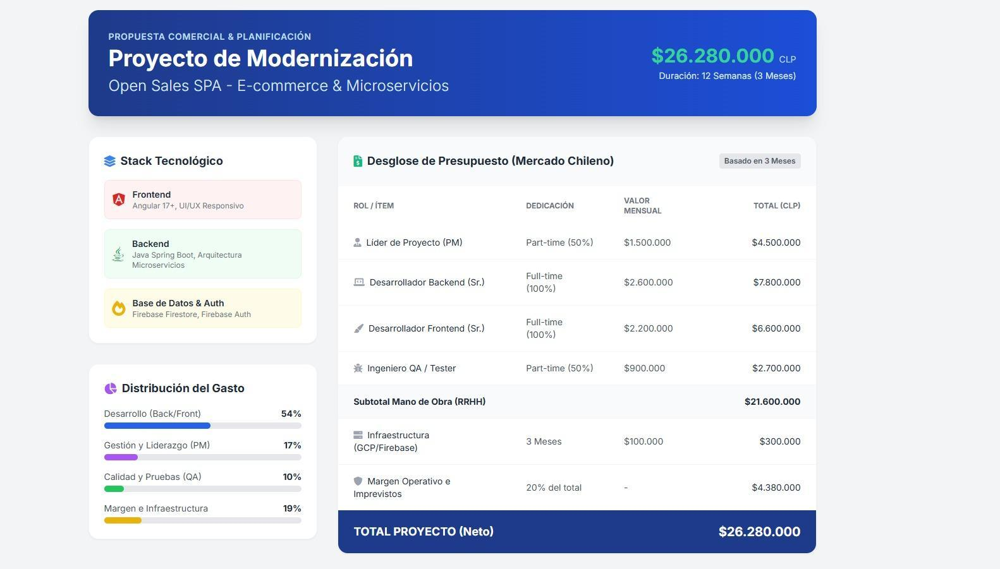 PROPUESTA COMERCIAL & PLANIFICACIÓN
Proyecto de Modernización
Open Sales SPA - E-commerce & Microservicios
$26.280.000 CLP
Duración: 12 Semanas (3 Meses)
Stack Tecnológico
Frontend
Angular 17+, UI/UX Responsivo
Backend
Java Spring Boot, Arquitectura
Microservicios
Base de Datos & Auth
Firebase Firestore, Firebase Auth
Distribución del Gasto
Desarrollo (Back/Front) 54%
Gestión y Liderazgo (PM) 17%
Calidad y Pruebas (QA) 10%
Margen e Infraestructura 19%
Desglose de Presupuesto (Mercado Chileno) Basado en 3 Meses
ROL / ÍTEM DEDICACIÓN VALOR MENSUAL TOTAL (CLP)
Líder de Proyecto (PM) Part-time (50%) $1.500.000 $4.500.000
Desarrollador Backend (Sr.) Full-time (100%) $2.600.000 $7.800.000
Desarrollador Frontend (Sr.) Full-time (100%) $2.200.000 $6.600.000
Ingeniero QA / Tester Part-time (50%) $900.000 $2.700.000
Subtotal Mano de Obra (RRHH) $21.600.000
Infraestructura (GCP/Firebase) 3 Meses $100.000 $300.000
Margen Operativo e Imprevistos 20% del total - $4.380.000
TOTAL PROYECTO (Neto) $26.280.000